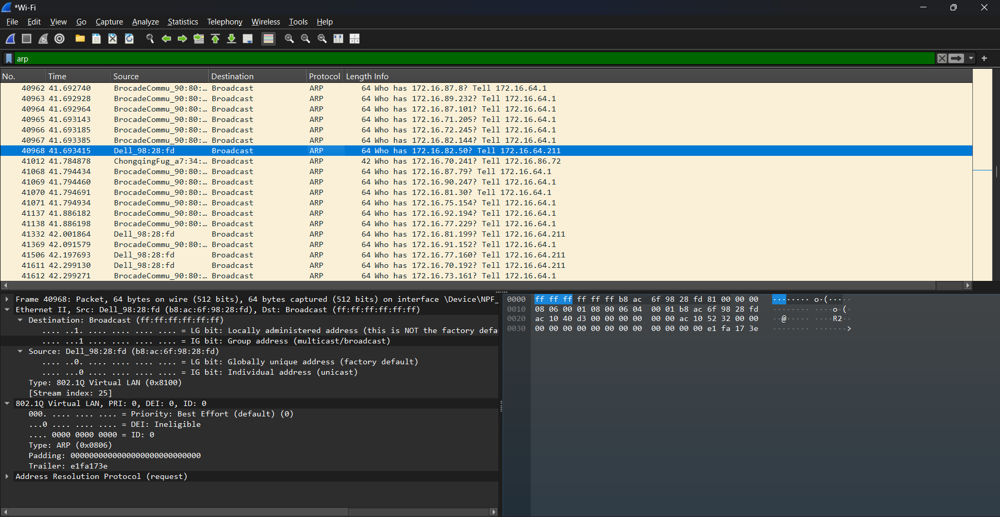 *Wi-Fi
File Edit View Go Capture Analyze Statistics Telephony Wireless Tools Help
arp
No. Time Source Destination Protocol Length Info
40962 41.692740 BrocadeCommu_90:80:… Broadcast ARP 64 Who has 172.16.87.8? Tell 172.16.64.1
40963 41.692928 BrocadeCommu_90:80:… Broadcast ARP 64 Who has 172.16.89.232? Tell 172.16.64.1
40964 41.692964 BrocadeCommu_90:80:… Broadcast ARP 64 Who has 172.16.87.101? Tell 172.16.64.1
40965 41.693143 BrocadeCommu_90:80:… Broadcast ARP 64 Who has 172.16.71.205? Tell 172.16.64.1
40966 41.693185 BrocadeCommu_90:80:… Broadcast ARP 64 Who has 172.16.72.245? Tell 172.16.64.1
40967 41.693385 BrocadeCommu_90:80:… Broadcast ARP 64 Who has 172.16.82.144? Tell 172.16.64.1
40968 41.693415 Dell_98:28:fd Broadcast ARP 64 Who has 172.16.82.50? Tell 172.16.64.211
41012 41.784878 ChongqingFug_a7:34:… Broadcast ARP 42 Who has 172.16.70.241? Tell 172.16.86.72
41068 41.794434 BrocadeCommu_90:80:… Broadcast ARP 64 Who has 172.16.87.79? Tell 172.16.64.1
41069 41.794460 BrocadeCommu_90:80:… Broadcast ARP 64 Who has 172.16.90.247? Tell 172.16.64.1
41070 41.794691 BrocadeCommu_90:80:… Broadcast ARP 64 Who has 172.16.81.30? Tell 172.16.64.1
41071 41.794934 BrocadeCommu_90:80:… Broadcast ARP 64 Who has 172.16.75.154? Tell 172.16.64.1
41137 41.886182 BrocadeCommu_90:80:… Broadcast ARP 64 Who has 172.16.92.194? Tell 172.16.64.1
41138 41.886198 BrocadeCommu_90:80:… Broadcast ARP 64 Who has 172.16.77.229? Tell 172.16.64.1
41332 42.001864 Dell_98:28:fd Broadcast ARP 64 Who has 172.16.81.199? Tell 172.16.64.211
41369 42.091579 BrocadeCommu_90:80:… Broadcast ARP 64 Who has 172.16.91.152? Tell 172.16.64.1
41506 42.197693 Dell_98:28:fd Broadcast ARP 64 Who has 172.16.77.160? Tell 172.16.64.211
41611 42.299130 Dell_98:28:fd Broadcast ARP 64 Who has 172.16.70.192? Tell 172.16.64.211
41612 42.299271 BrocadeCommu_90:80:… Broadcast ARP 64 Who has 172.16.73.161? Tell 172.16.64.1
Frame 40968: Packet, 64 bytes on wire (512 bits), 64 bytes captured (512 bits) on interface \Device\NPF_
Ethernet II, Src: Dell_98:28:fd (b8:ac:6f:98:28:fd), Dst: Broadcast (ff:ff:ff:ff:ff:ff)
Destination: Broadcast (ff:ff:ff:ff:ff:ff)
.... ..1. .... .... .... .... = LG bit: Locally administered address (this is NOT the factory defa
.... ...1 .... .... .... .... = IG bit: Group address (multicast/broadcast)
Source: Dell_98:28:fd (b8:ac:6f:98:28:fd)
.... ..0. .... .... .... .... = LG bit: Globally unique address (factory default)
.... ...0 .... .... .... .... = IG bit: Individual address (unicast)
Type: 802.1Q Virtual LAN (0x8100)
[Stream index: 25]
802.1Q Virtual LAN, PRI: 0, DEI: 0, ID: 0
000. .... .... .... = Priority: Best Effort (default) (0)
...0 .... .... .... = DEI: Ineligible
.... 0000 0000 0000 = ID: 0
Type: ARP (0x0806)
Padding: 0000000000000000000000000000
Trailer: e1fa173e
Address Resolution Protocol (request)
0000 ff ff ff ff ff ff b8 ac 6f 98 28 fd 81 00 00 00 ········ o·(·····
0010 08 06 00 01 08 00 06 04 00 01 b8 ac 6f 98 28 fd ········ ····o·(·
0020 ac 10 40 d3 00 00 00 00 00 00 ac 10 52 32 00 00 ··@····· ····R2··
0030 00 00 00 00 00 00 00 00 00 00 00 00 e1 fa 17 3e ········ ·······>